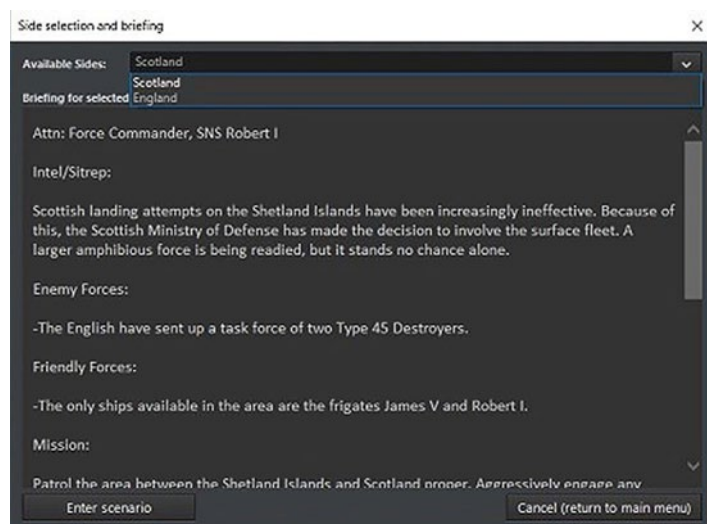 Side selection and briefing
Available Sides:
Scotland
Scotland
England
Briefing for selected
Attn: Force Commander, SNS Robert I
Intel/Sitrep:
Scottish landing attempts on the Shetland Islands have been increasingly ineffective. Because of
this, the Scottish Ministry of Defense has made the decision to involve the surface fleet. A
larger amphibious force is being readied, but it stands no chance alone.
Enemy Forces:
-The English have sent up a task force of two Type 45 Destroyers.
Friendly Forces:
-The only ships available in the area are the frigates James V and Robert I.
Mission:
Patrol the area between the Shetland Islands and Scotland proper. Aggressively engage any
Enter scenario
Cancel (return to main menu)